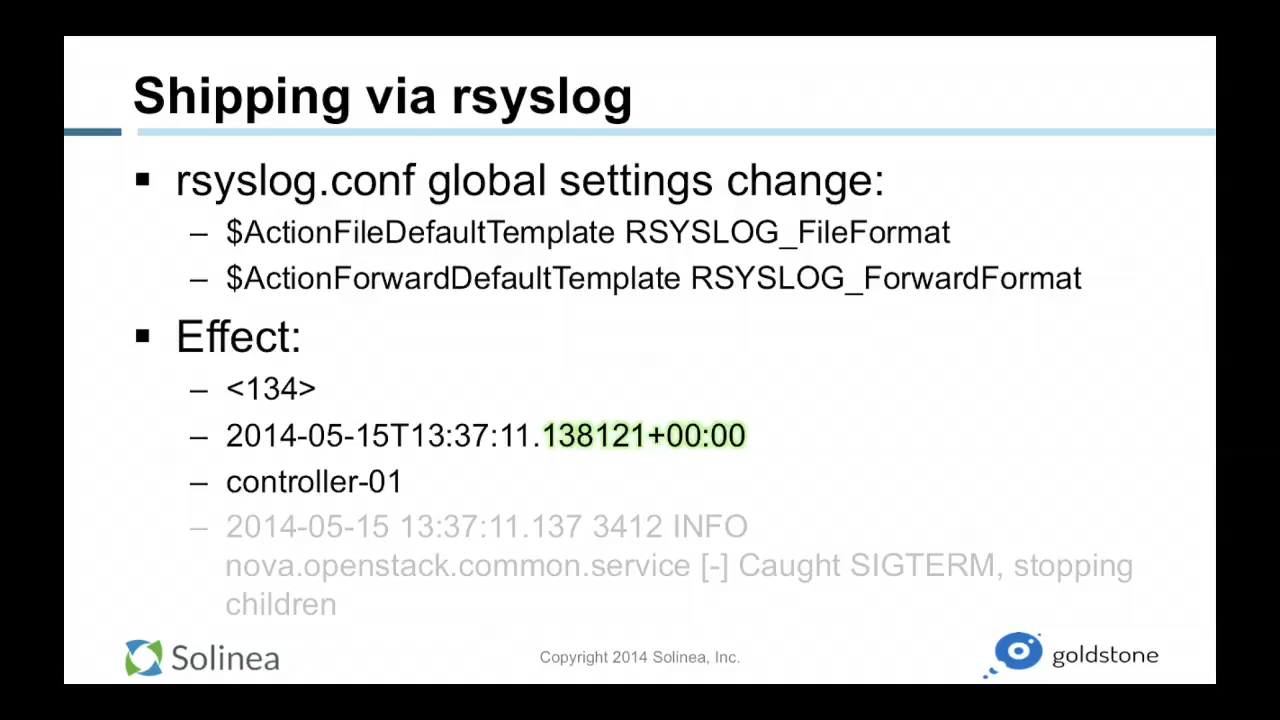 Shipping via rsyslog
▪ rsyslog.conf global settings change:
– $ActionFileDefaultTemplate RSYSLOG_FileFormat
– $ActionForwardDefaultTemplate RSYSLOG_ForwardFormat
▪ Effect:
– <134>
– 2014-05-15T13:37:11.138121+00:00
– controller-01
– 2014-05-15 13:37:11.137 3412 INFO
nova.openstack.common.service [-] Caught SIGTERM, stopping
children
Solinea
Copyright 2014 Solinea, Inc.
goldstone